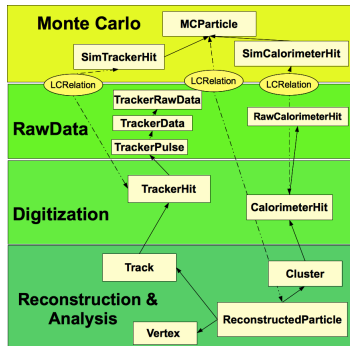 Monte Carlo
MCParticle
SimTrackerHit
SimCalorimeterHit
LCRelation
LCRelation
LCRelation
TrackerRawData
RawCalorimeterHit
TrackerData
RawData
TrackerPulse
TrackerHit
CalorimeterHit
Digitization
Track
Cluster
Reconstruction &
Analysis
ReconstructedParticle
Vertex